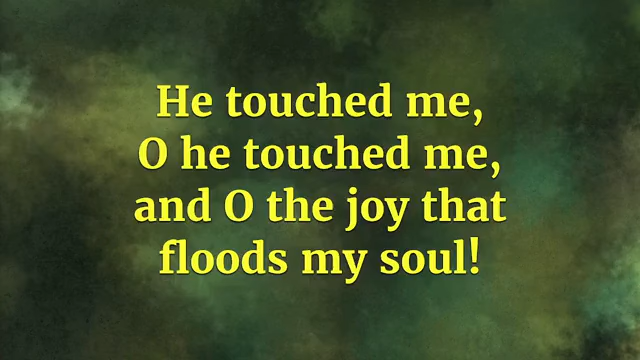 He touched me,
O he touched me,
and O the joy that
floods my soul!